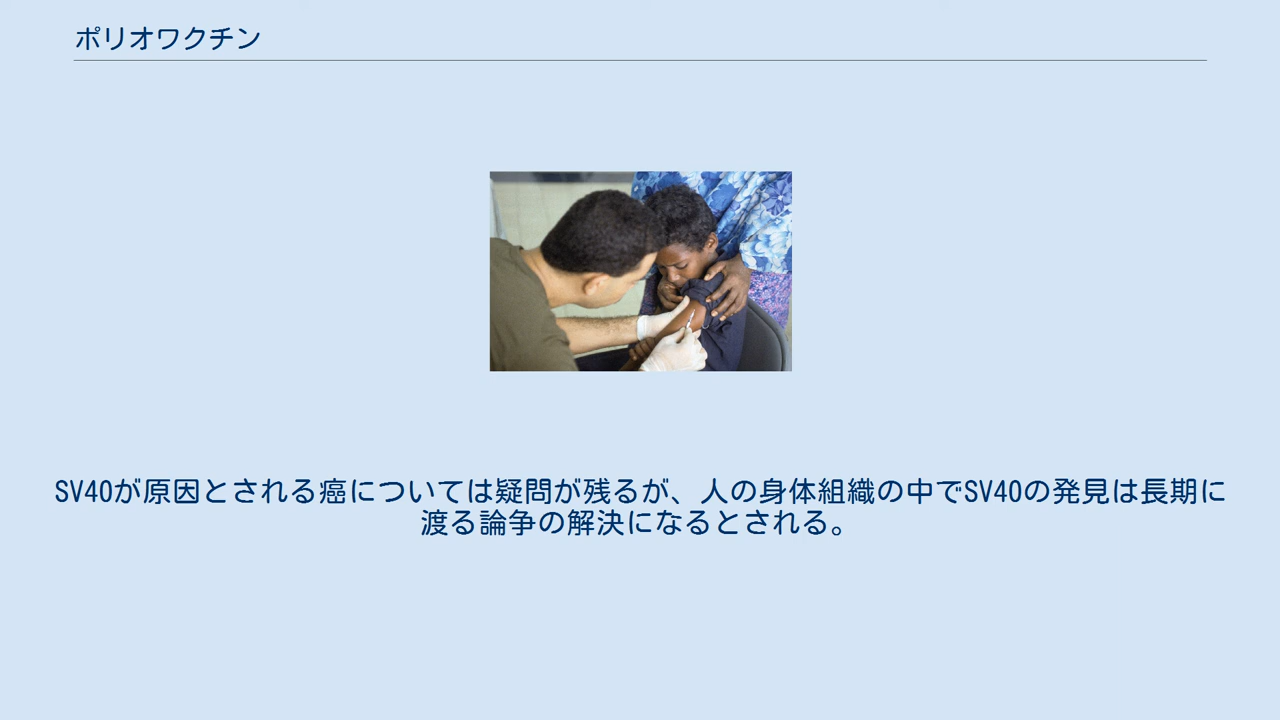 ポリオワクチン
SV40が原因とされる癌については疑問が残るが、人の身体組織の中でSV40の発見は長期に
渡る論争の解決になるとされる。